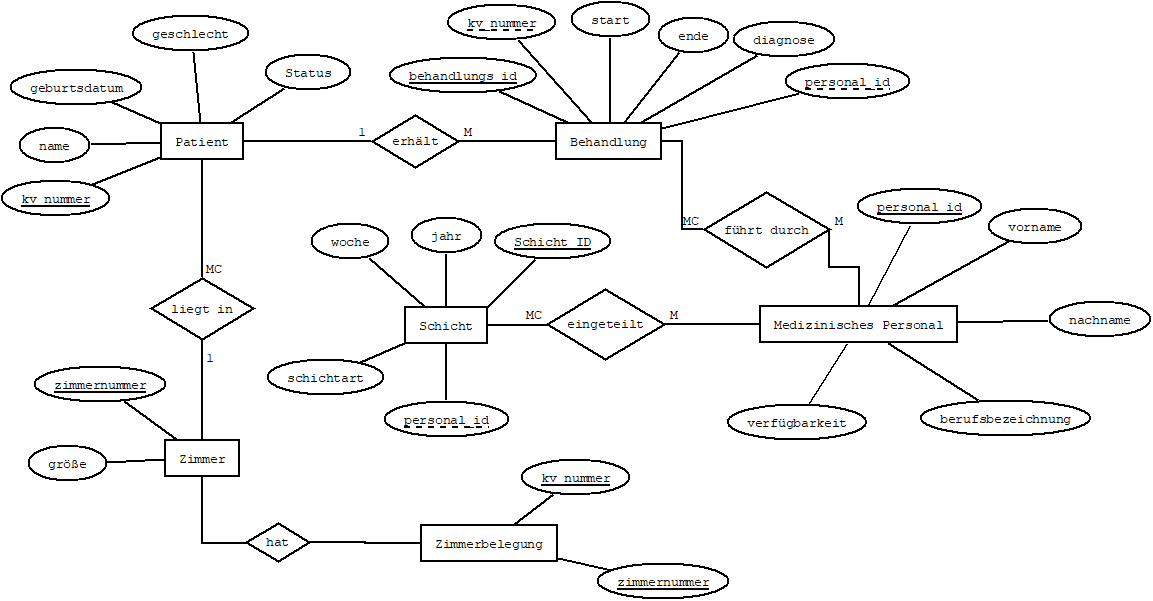 kv_nummer
start
geschlecht
ende
diagnose
Status
behandlungs_id
personal_id
geburtsdatum
1
M
name
Patient
erhält
Behandlung
kv_nummer
personal_id
MC
M
vorname
woche
jahr
Schicht_ID
führt durch
MC
liegt in
MC
M
Schicht
eingeteilt
Medizinisches Personal
nachname
1
zimmernummer
schichtart
personal_id
verfügbarkeit
berufsbezeichnung
größe
Zimmer
kv_nummer
hat
Zimmerbelegung
zimmernummer